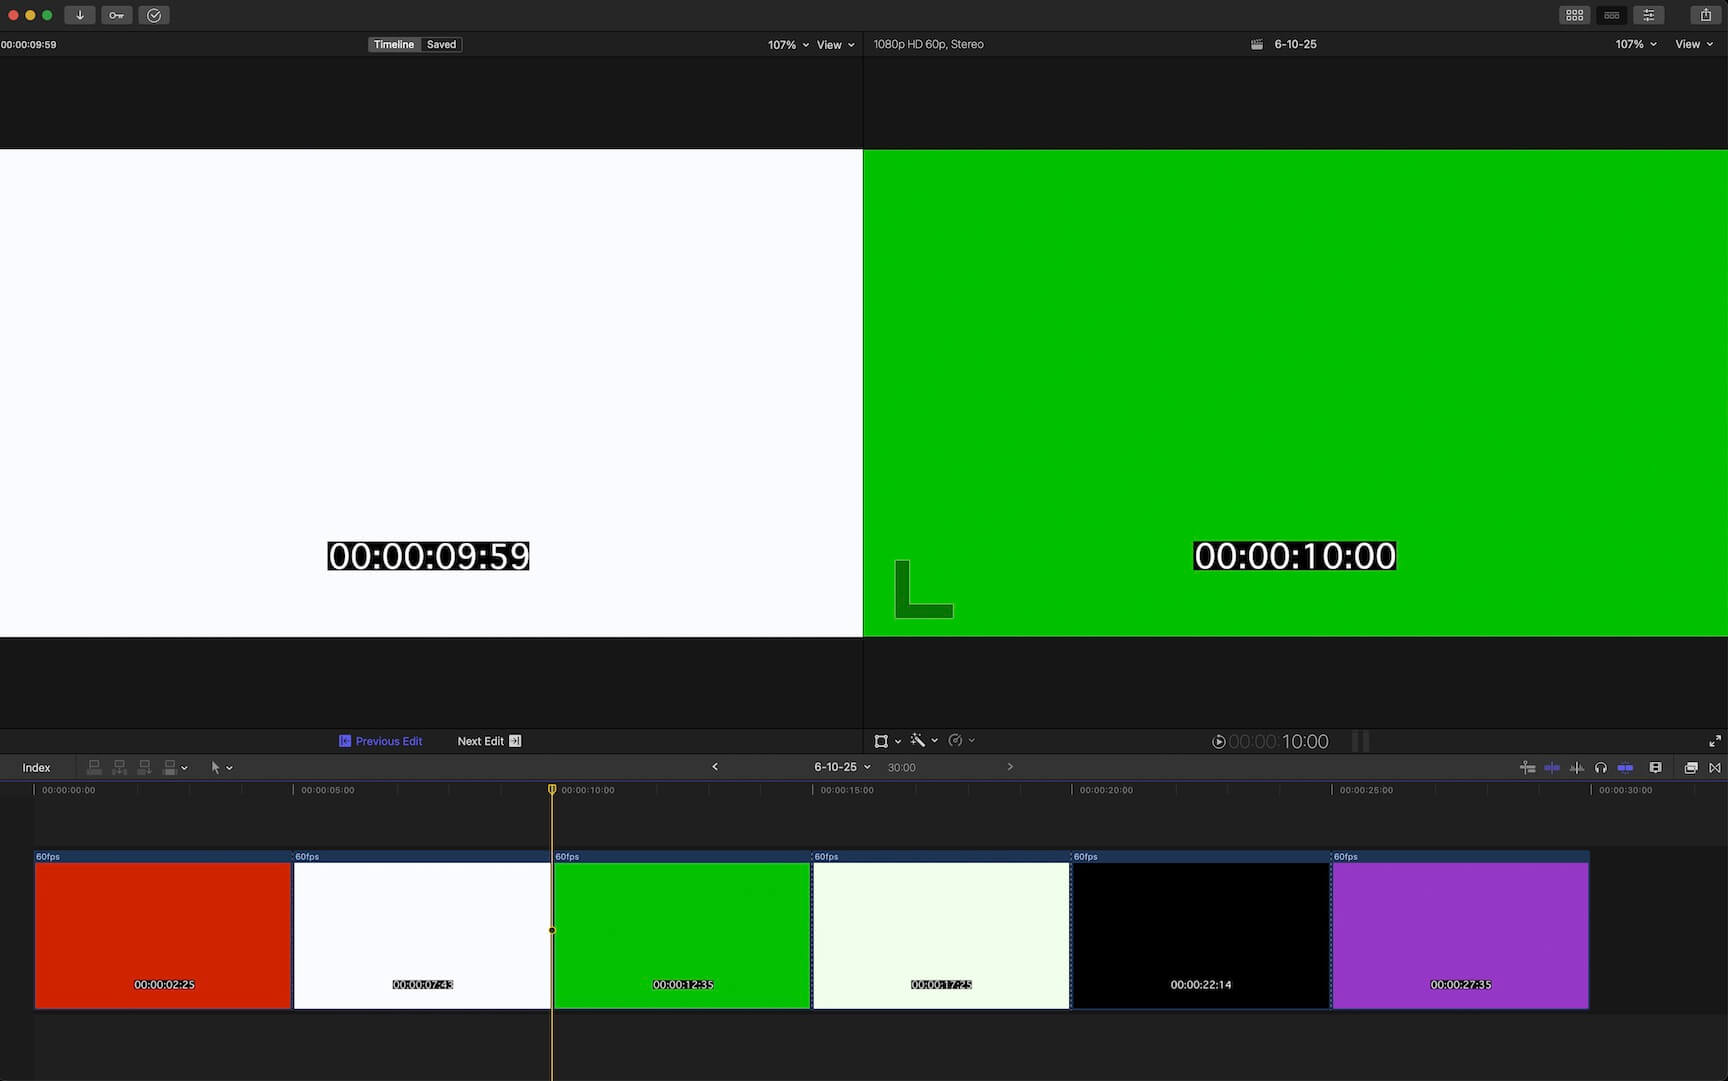 00:00:09:59
Timeline Saved
107% View
1080p HD 60p, Stereo
6-10-25
107% View
00:00:09:59
00:00:10:00
Previous Edit Next Edit
00:00:10:00
Index
6-10-25 30:00
00:00:00:00 00:00:05:00 00:00:10:00 00:00:15:00 00:00:20:00 00:00:25:00 00:00:30:00
60fps 60fps 60fps 60fps 60fps 60fps
00:00:02:25 00:00:07:43 00:00:12:35 00:00:17:25 00:00:22:14 00:00:27:35